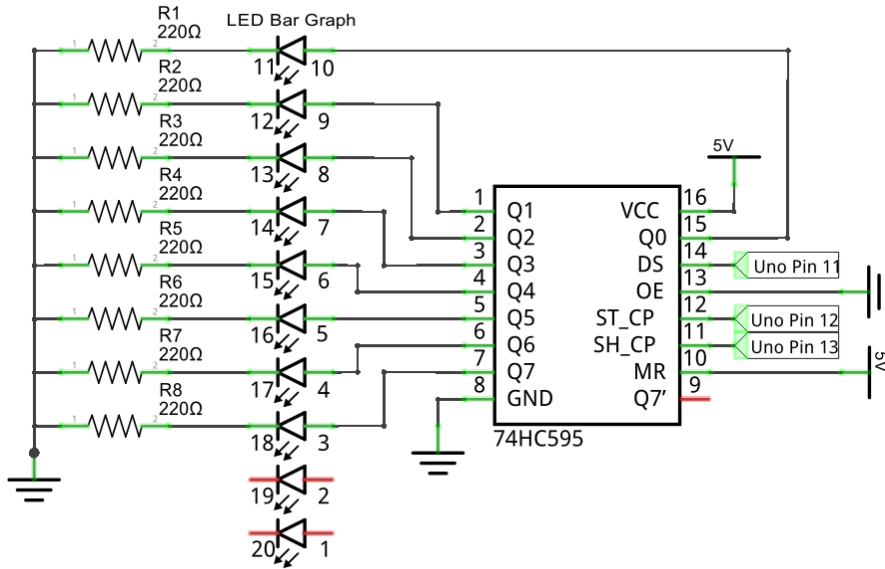 R1
220Ω
LED Bar Graph
1 2
11 10
R2
220Ω
1 2
12 9
R3
220Ω
1 2
13 8
R4
220Ω
1 2
14 7
R5
220Ω
1 2
15 6
R6
220Ω
1 2
16 5
R7
220Ω
1 2
17 4
R8
220Ω
1 2
18 3
19 2
20 1
5V
1 Q1 VCC 16
2 Q2 Q0 15
3 Q3 DS 14 Uno Pin 11
4 Q4 OE 13
5 Q5 ST_CP 12 Uno Pin 12
6 Q6 SH_CP 11 Uno Pin 13
7 Q7 MR 10 5V
8 GND Q7’ 9
74HC595